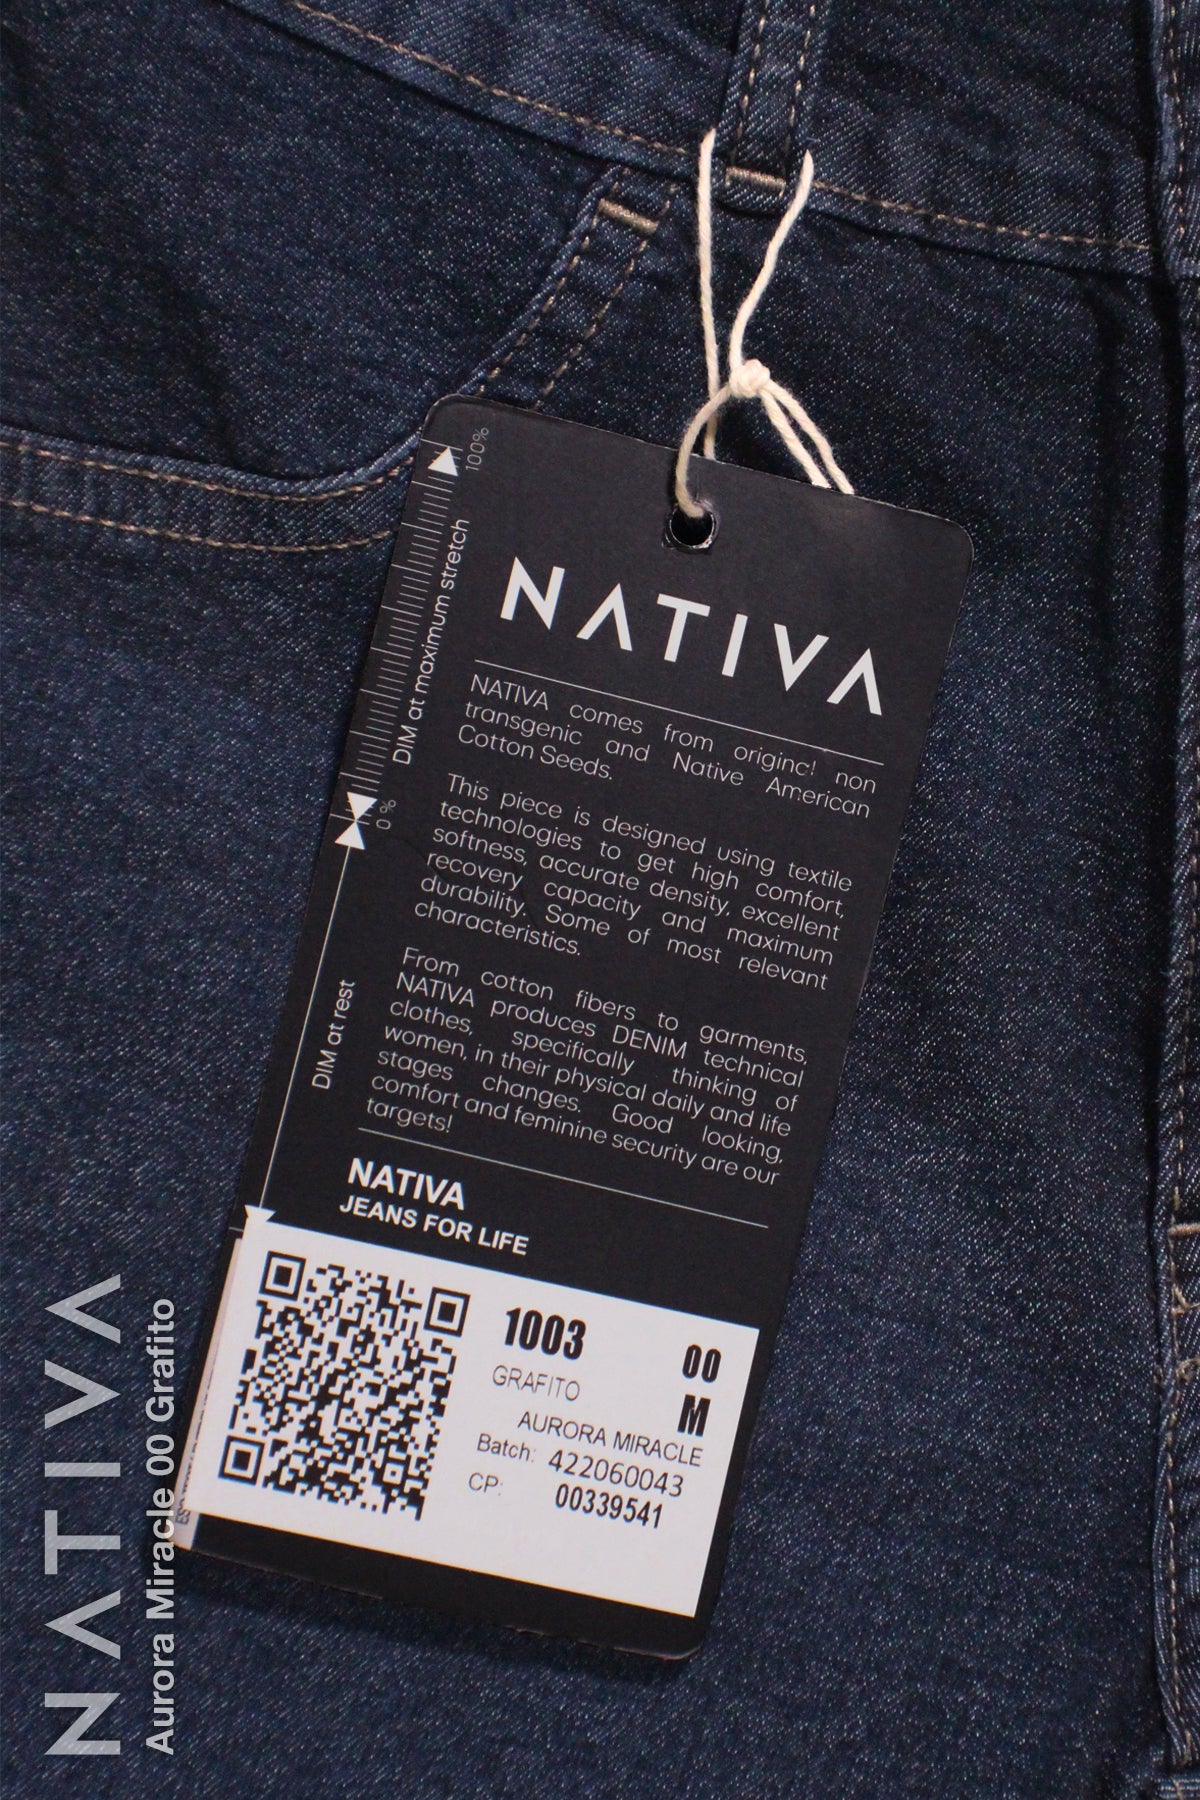 100%
DIM at maximum stretch
0%
DIM at rest
NATIVA
NATIVA comes from original non
transgenic and Native American
Cotton Seeds.
This piece is designed using textile
technologies to get high comfort,
softness, accurate density, excellent
recovery capacity and maximum
durability. Some of most relevant
characteristics.
From cotton fibers to garments,
NATIVA produces DENIM technical
clothes, specifically thinking of
women, in their physical daily and life
stages changes. Good looking,
comfort and feminine security are our
targets!
NATIVA
JEANS FOR LIFE
1003 00
GRAFITO M
AURORA MIRACLE
Batch: 422060043
CP: 00339541
NATIVA
Aurora Miracle 00 Grafito